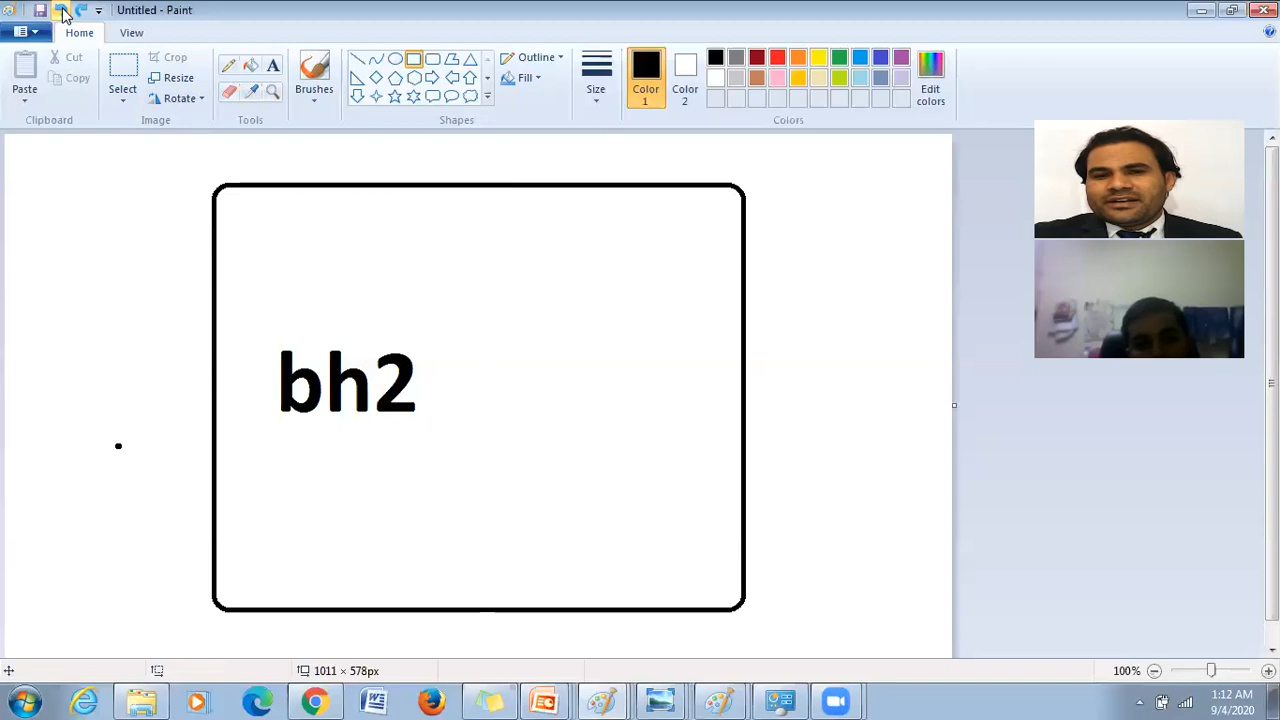 Untitled - Paint
Home
View
Paste
Cut
Copy
Clipboard
Select
Crop
Resize
Rotate
Image
A
Tools
Brushes
Outline
Fill
Shapes
Size
Color
1
Color
2
Edit
colors
Colors
bh2
1011 × 578px
100%
1:12 AM
9/4/2020